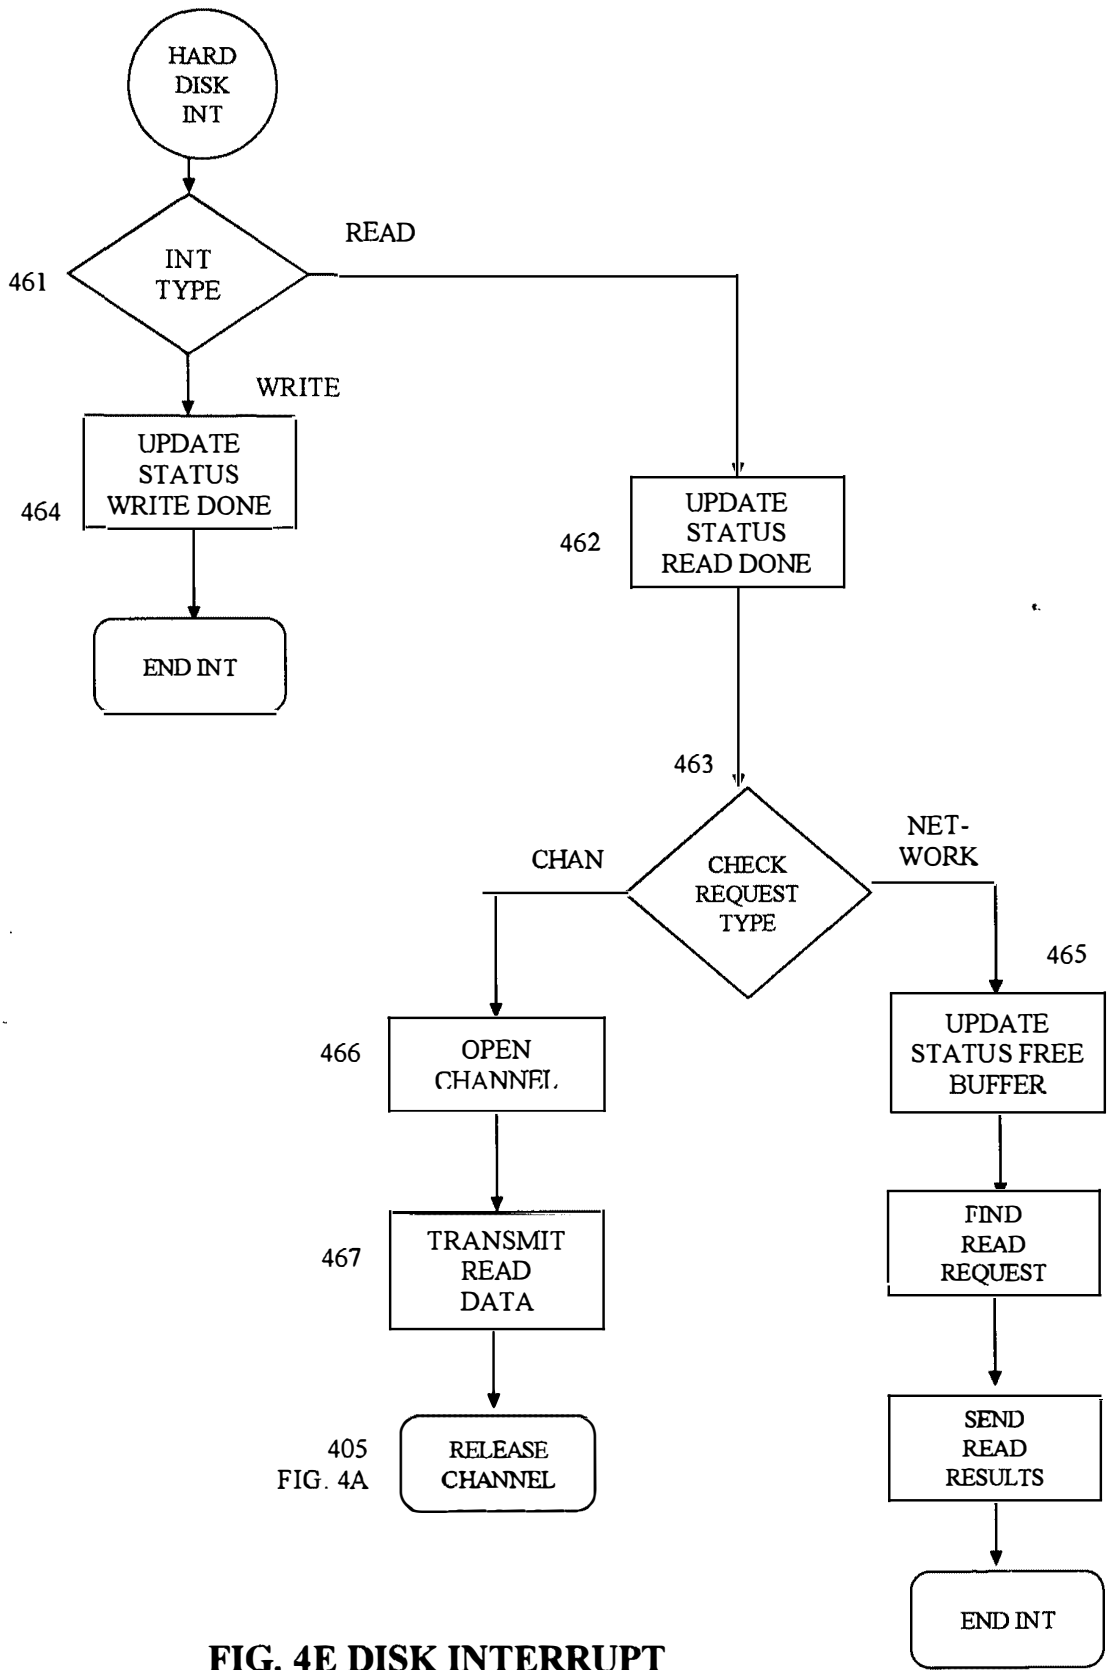 HARD
DISK
INT
READ
461
INT
TYPE
WRITE
464
UPDATE
STATUS
WRITE DONE
462
UPDATE
STATUS
READ DONE
END INT
463
CHAN
CHECK
REQUEST
TYPE
NET-
WORK
465
466
OPEN
CHANNEL
UPDATE
STATUS FREE
BUFFER
467
TRANSMIT
READ
DATA
FIND
READ
REQUEST
405
FIG. 4A
RELEASE
CHANNEL
SEND
READ
RESULTS
END INT
FIG. 4E DISK INTERRUPT